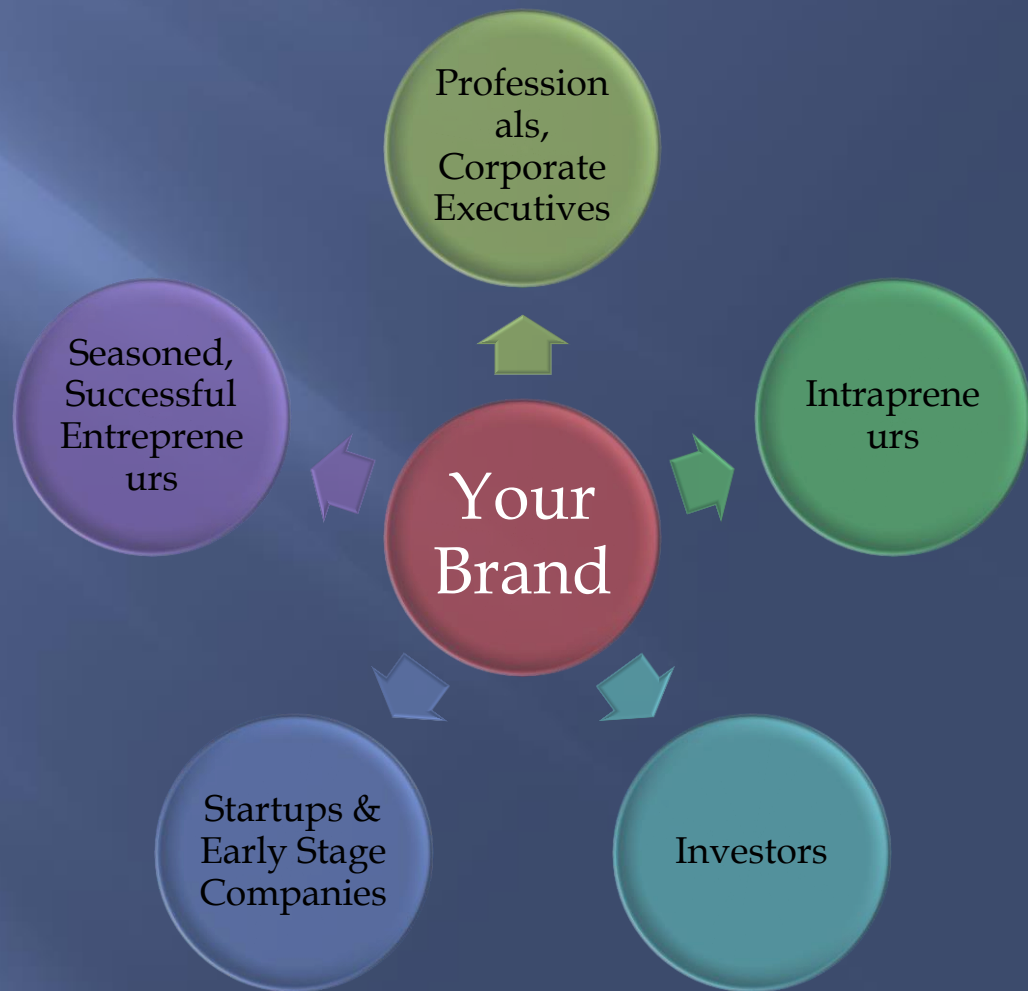 Profession
als,
Corporate
Executives
Seasoned,
Successful
Entreprene
urs
Intraprene
urs
Your
Brand
Startups &
Early Stage
Companies
Investors